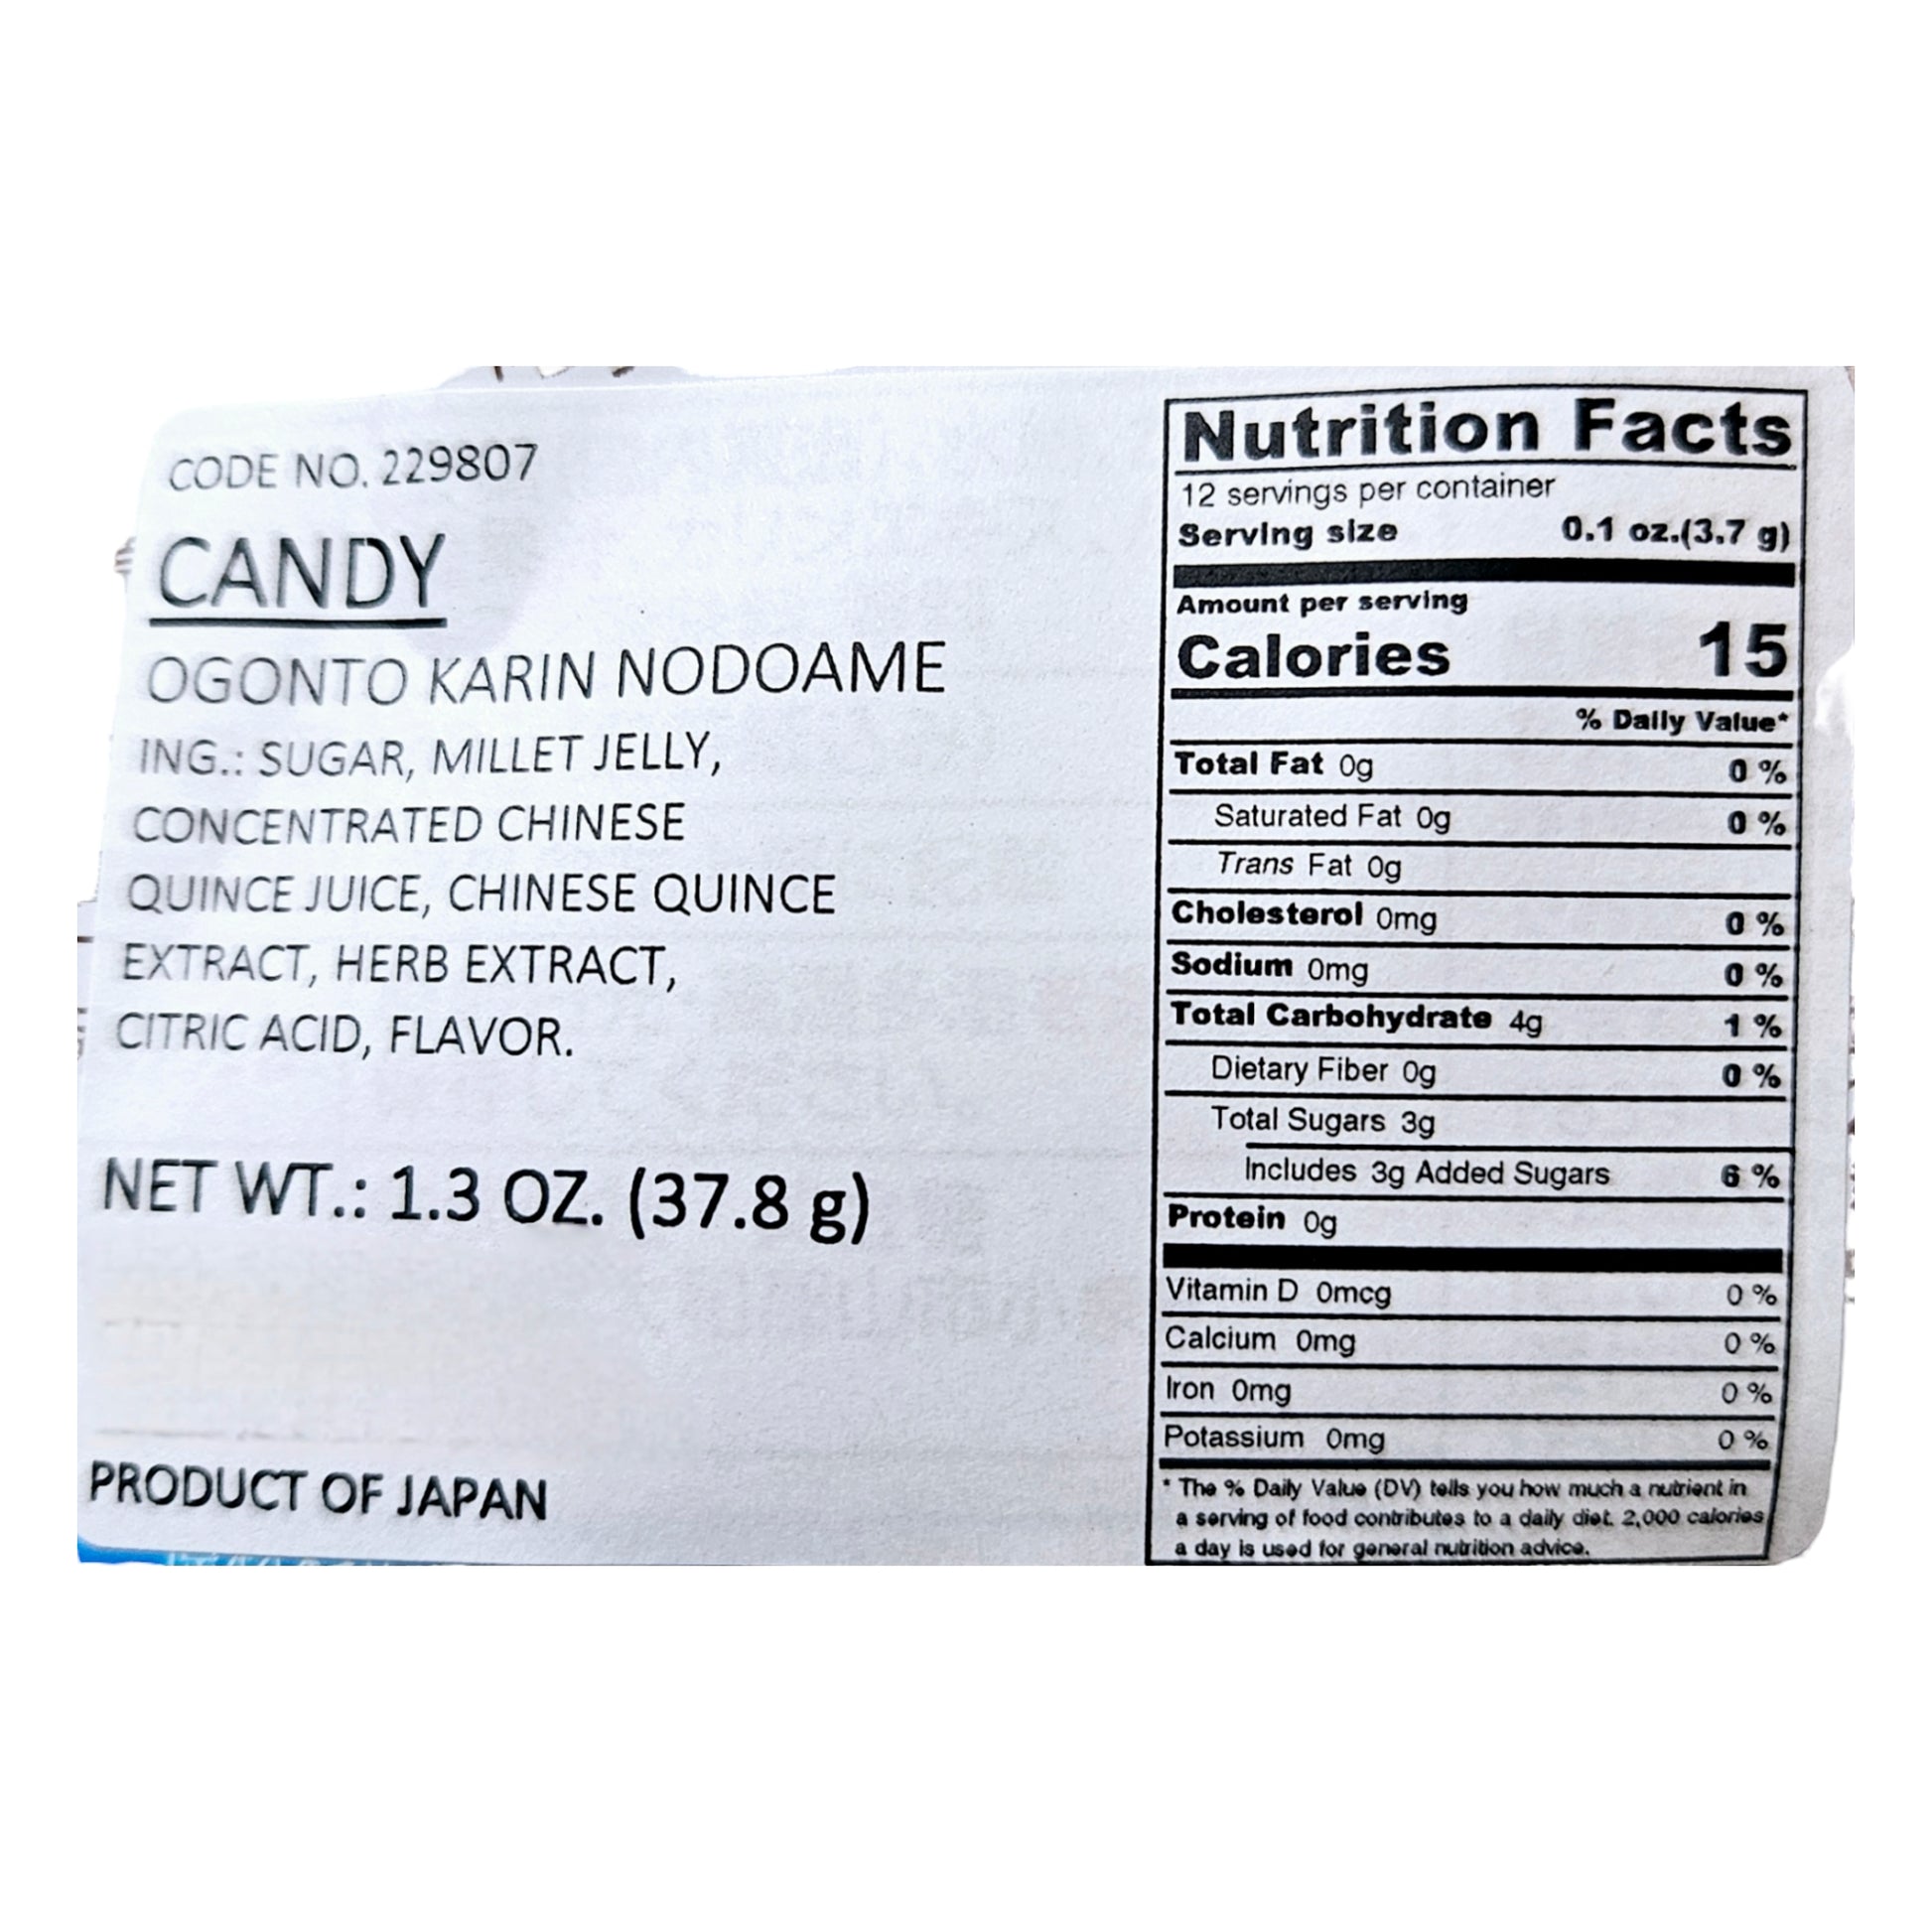 CODE NO. 229807
CANDY
OGONTO KARIN NODOAME
ING.: SUGAR, MILLET JELLY,
CONCENTRATED CHINESE
QUINCE JUICE, CHINESE QUINCE
EXTRACT, HERB EXTRACT,
CITRIC ACID, FLAVOR.
NET WT.: 1.3 OZ. (37.8 g)
PRODUCT OF JAPAN
Nutrition Facts
12 servings per container
Serving size 0.1 oz.(3.7 g)
Amount per serving
Calories 15
% Daily Value*
Total Fat 0g 0 %
Saturated Fat 0g 0 %
Trans Fat 0g
Cholesterol 0mg 0 %
Sodium 0mg 0 %
Total Carbohydrate 4g 1 %
Dietary Fiber 0g 0 %
Total Sugars 3g
Includes 3g Added Sugars 6 %
Protein 0g
Vitamin D 0mcg 0 %
Calcium 0mg 0 %
Iron 0mg 0 %
Potassium 0mg 0 %
* The % Daily Value (DV) tells you how much a nutrient in
a serving of food contributes to a daily diet. 2,000 calories
a day is used for general nutrition advice.